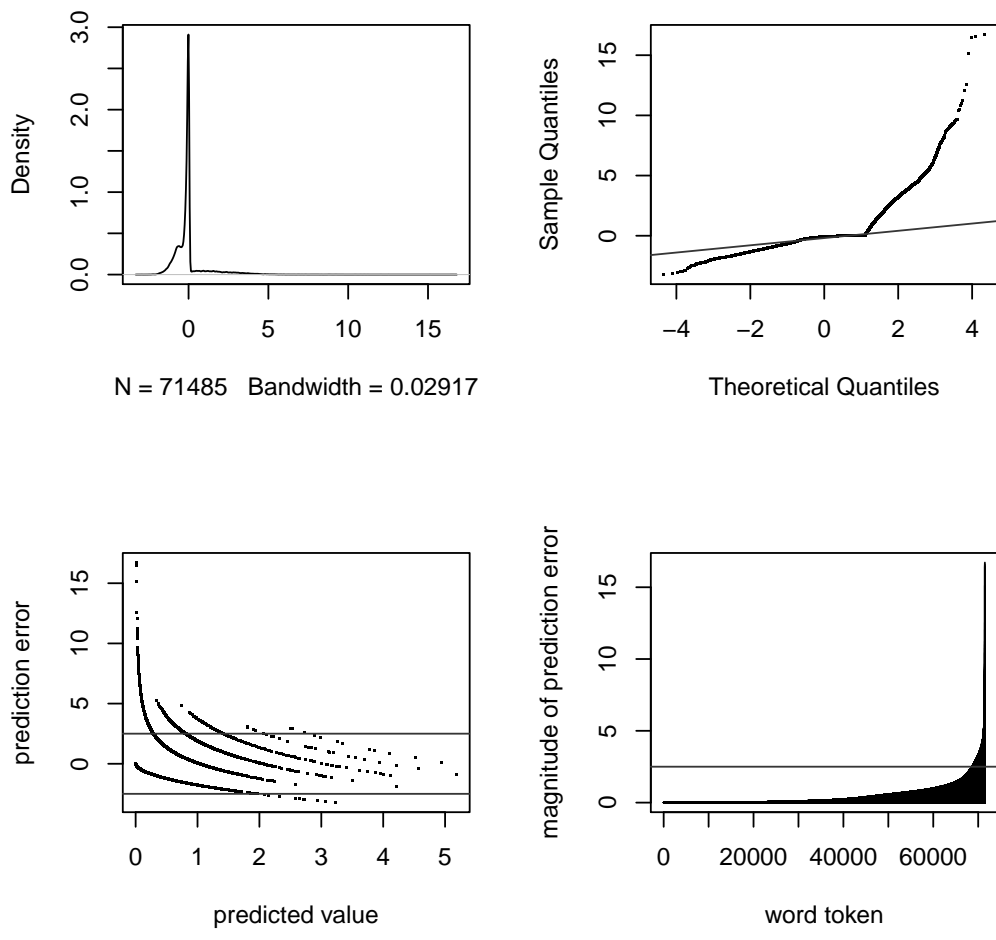 Density
0.0 1.0 2.0 3.0
0 5 10 15
N = 71485 Bandwidth = 0.02917
Sample Quantiles
0 5 10 15
−4 −2 0 2 4
Theoretical Quantiles
prediction error
0 5 10 15
0 1 2 3 4 5
predicted value
magnitude of prediction error
0 5 10 15
0 20000 40000 60000
word token